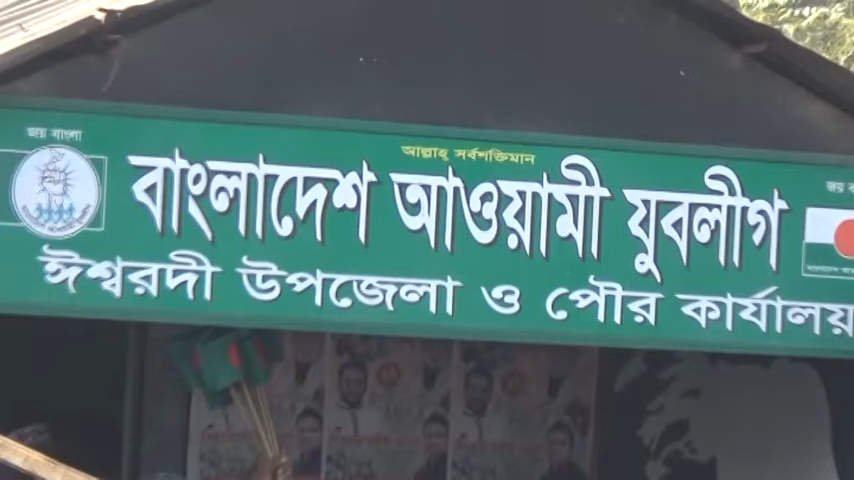 আল্লাহ্ সর্বশক্তিমান
জয় বাংলা
বাংলাদেশ আওয়ামী যুবলীগ
ঈশ্বরদী উপজেলা ও পৌর কার্যালয়